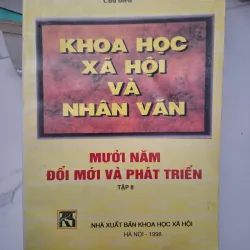 KHOA HỌC
XÃ HỘI
VÀ
NHÂN VĂN
MƯỜI NĂM
ĐỔI MỚI VÀ PHÁT TRIỂN
TẬP II
NHÀ XUẤT BẢN KHOA HỌC XÃ HỘI
HÀ NỘI - 1998